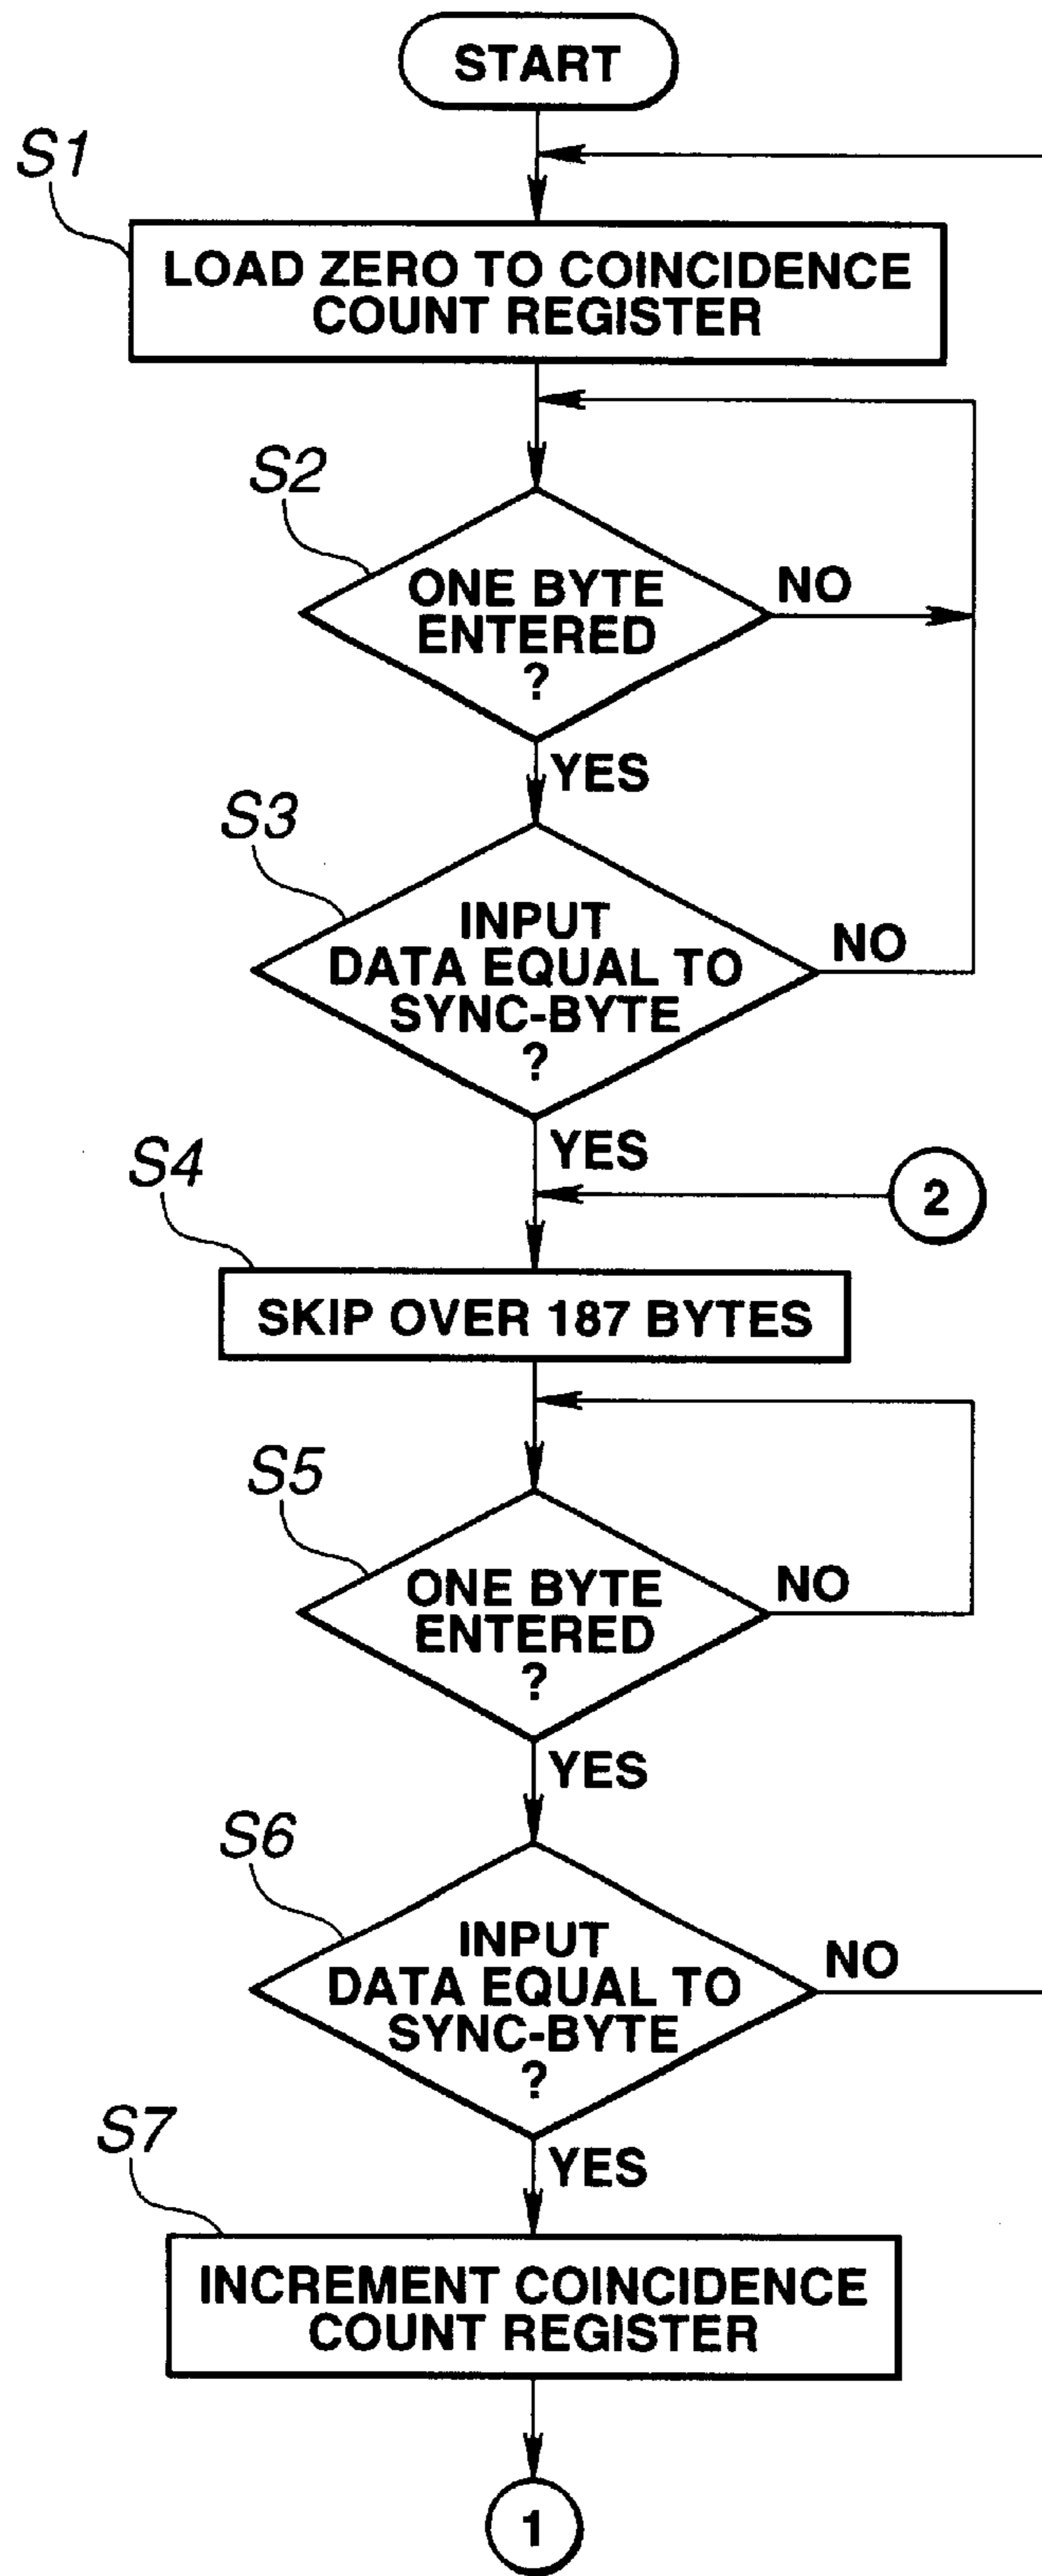 START
S1
LOAD ZERO TO COINCIDENCE
COUNT REGISTER
S2
ONE BYTE
ENTERED
?
NO
YES
S3
INPUT
DATA EQUAL TO
SYNC-BYTE
?
NO
YES
S4
2
SKIP OVER 187 BYTES
S5
ONE BYTE
ENTERED
?
NO
YES
S6
INPUT
DATA EQUAL TO
SYNC-BYTE
?
NO
YES
S7
INCREMENT COINCIDENCE
COUNT REGISTER
1